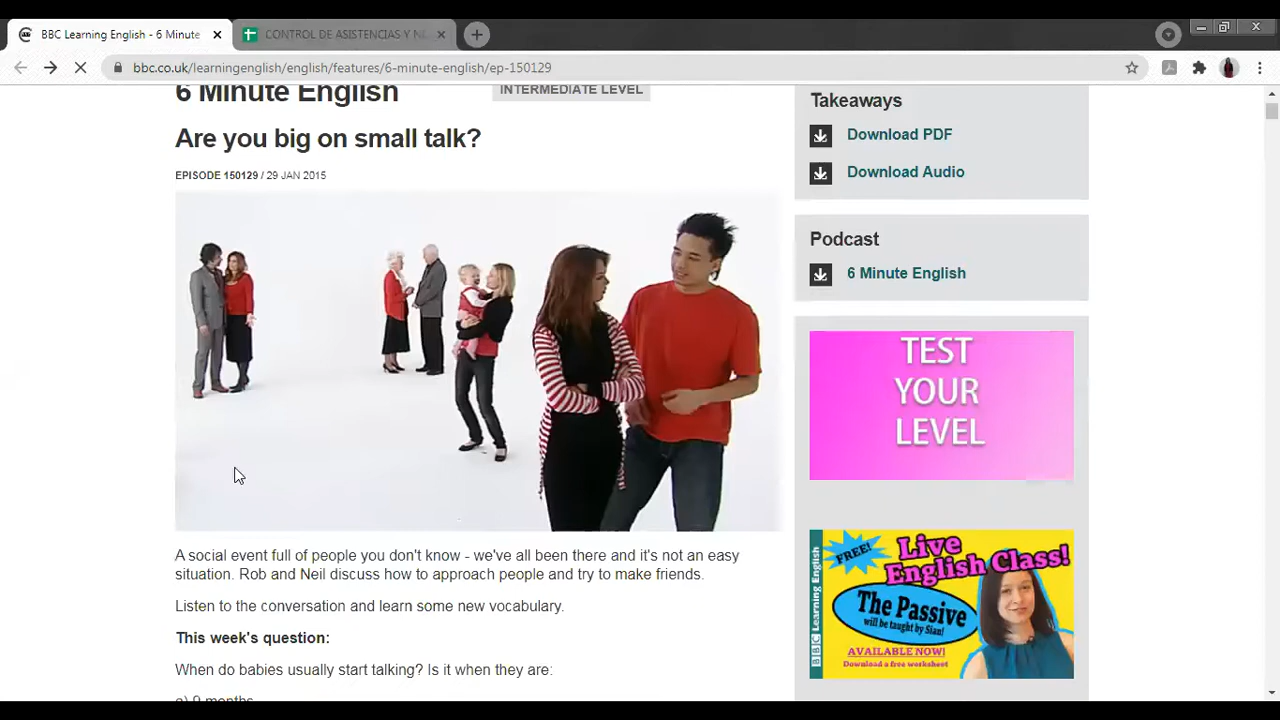 BBC Learning English - 6 Minute
CONTROL DE ASISTENCIAS Y N
bbc.co.uk/learningenglish/english/features/6-minute-english/ep-150129
6 Minute English
INTERMEDIATE LEVEL
Are you big on small talk?
EPISODE 150129 / 29 JAN 2015
A social event full of people you don't know - we've all been there and it's not an easy
situation. Rob and Neil discuss how to approach people and try to make friends.
Listen to the conversation and learn some new vocabulary.
This week's question:
When do babies usually start talking? Is it when they are:
a) 9 months
Takeaways
Download PDF
Download Audio
Podcast
6 Minute English
TEST
YOUR
LEVEL
BBC Learning English
FREE!
Live
English Class!
The Passive
will be taught by Sian!
AVAILABLE NOW!
Download a free worksheet